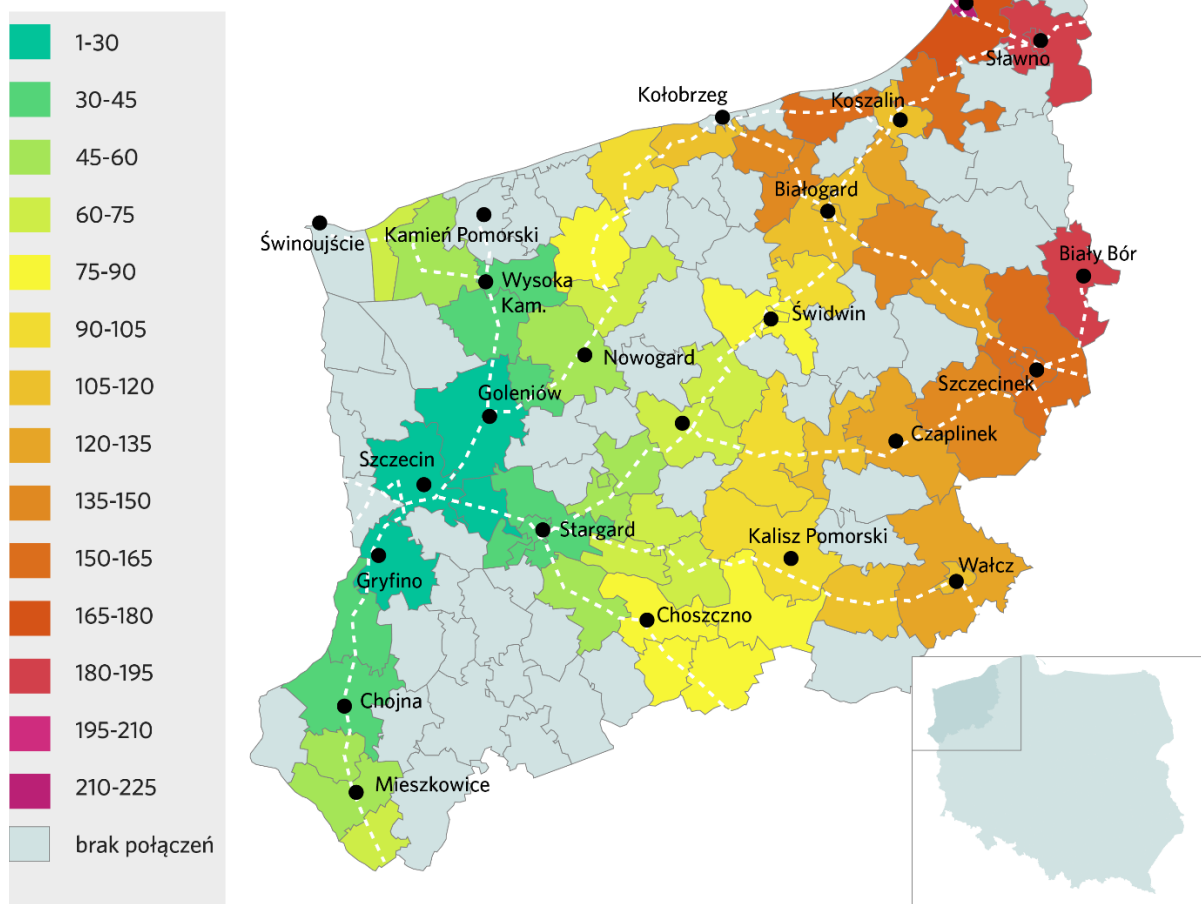 1-30
30-45
45-60
60-75
75-90
90-105
105-120
120-135
135-150
150-165
165-180
180-195
195-210
210-225
brak połączeń
Sławno
Kołobrzeg
Koszalin
Białogard
Świnoujście
Kamień Pomorski
Biały Bór
Wysoka
Kam.
Świdwin
Nowogard
Szczecinek
Goleniów
Czaplinek
Szczecin
Stargard
Kalisz Pomorski
Wałcz
Gryfino
Choszczno
Chojna
Mieszkowice